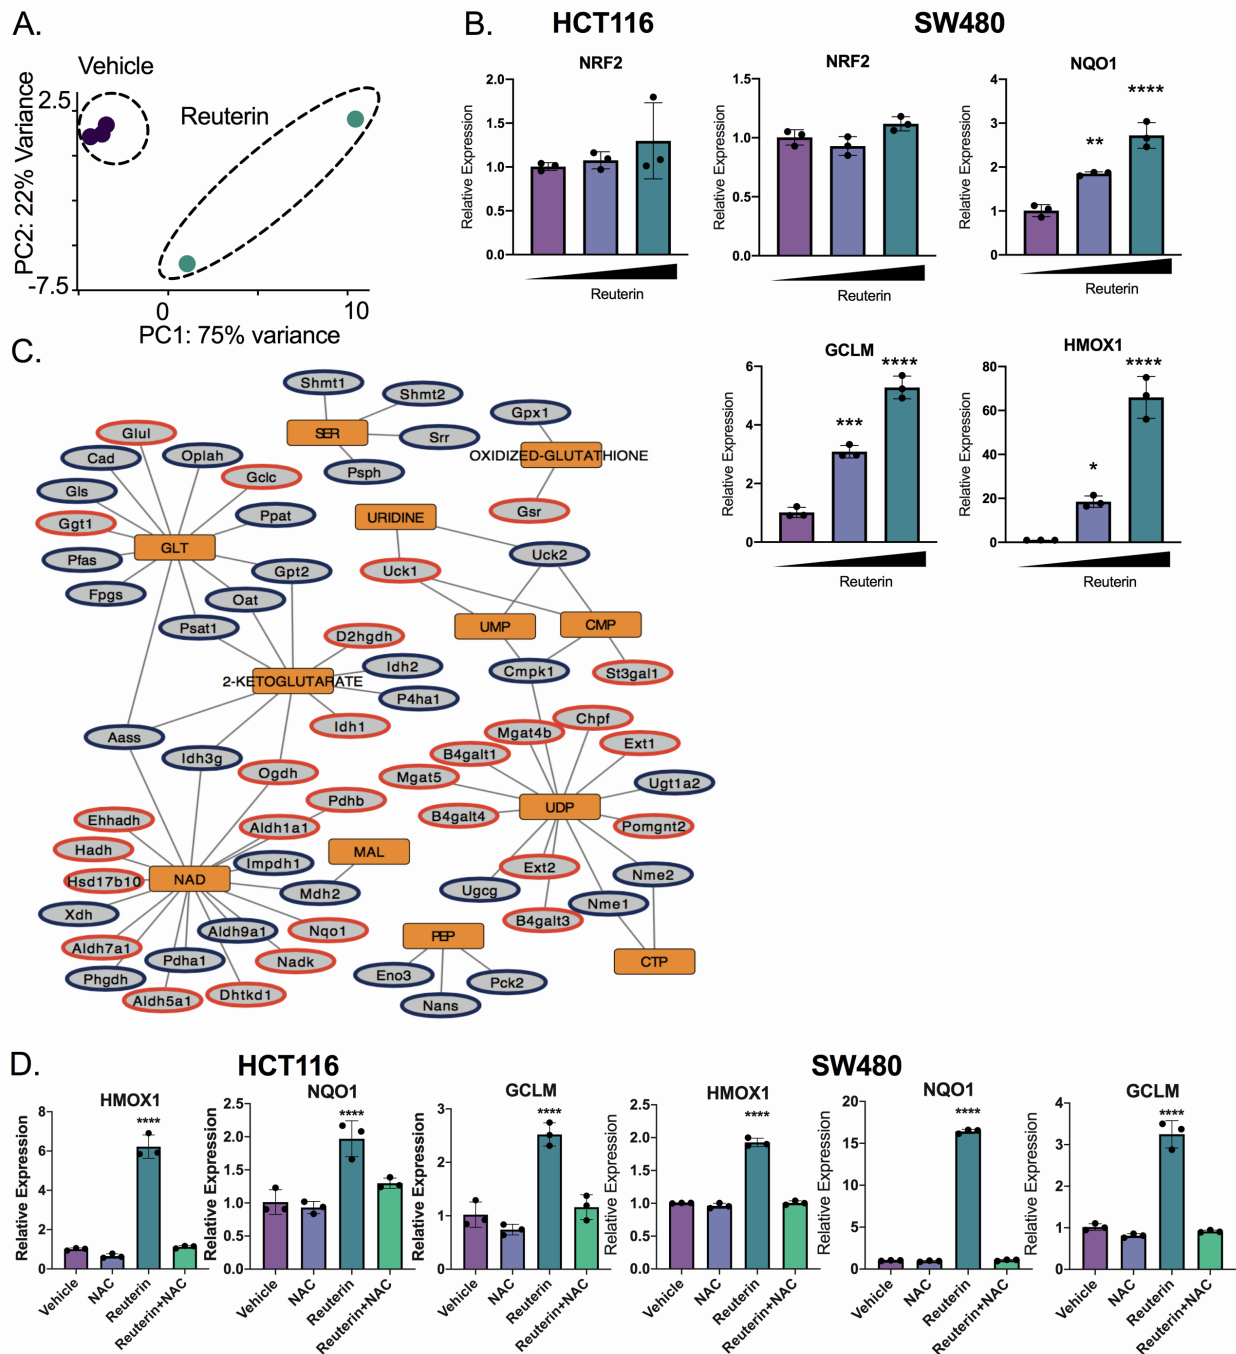 A.
Vehicle
Reuterin
2.5
-7.5
PC2: 22% Variance
0
10
PC1: 75% variance
B.
HCT116
SW480
NRF2
Relative Expression
2.0
1.5
1.0
0.5
0.0
Reuterin
NRF2
Relative Expression
1.5
1.0
0.5
0.0
Reuterin
NQO1
Relative Expression
4
3
2
1
0
**
****
Reuterin
GCLM
Relative Expression
6
4
2
0
***
****
Reuterin
HMOX1
Relative Expression
80
60
40
20
0
*
****
Reuterin
C.
Shmt1
Shmt2
SER
Srr
Psph
Gpx1
OXIDIZED-GLUTATHIONE
Gsr
Glul
Cad
Oplah
Gls
Gclc
Ggt1
Ppat
GLT
Pfas
Gpt2
Fpgs
Oat
Psat1
URIDINE
Uck2
Uck1
UMP
CMP
Cmpk1
St3gal1
D2hgdh
Idh2
2-KETOGLUTARATE
P4ha1
Idh1
Aass
Idh3g
Ogdh
Pdhb
Chpf
Mgat4b
Ext1
B4galt1
Mgat5
Ugt1a2
UDP
B4galt4
Pomgnt2
Ext2
Nme2
Ugcg
Nme1
B4galt3
CTP
Ehhadh
Aldh1a1
Hadh
MAL
Impdh1
Hsd17b10
NAD
Mdh2
Xdh
Aldh9a1
Nqo1
Aldh7a1
Pdha1
Nadk
Phgdh
Aldh5a1
Dhtkd1
PEP
Eno3
Pck2
Nans
D.
HCT116
SW480
HMOX1
Relative Expression
8
6
4
2
0
****
Vehicle
NAC
Reuterin
Reuterin+NAC
NQO1
Relative Expression
2.5
2.0
1.5
1.0
0.5
0.0
****
Vehicle
NAC
Reuterin
Reuterin+NAC
GCLM
Relative Expression
3
2
1
0
****
Vehicle
NAC
Reuterin
Reuterin+NAC
HMOX1
Relative Expression
2.5
2.0
1.5
1.0
0.5
0.0
****
Vehicle
NAC
Reuterin
Reuterin+NAC
NQO1
Relative Expression
20
15
10
5
0
****
Vehicle
NAC
Reuterin
Reuterin+NAC
GCLM
Relative Expression
4
3
2
1
0
****
Vehicle
NAC
Reuterin
Reuterin+NAC